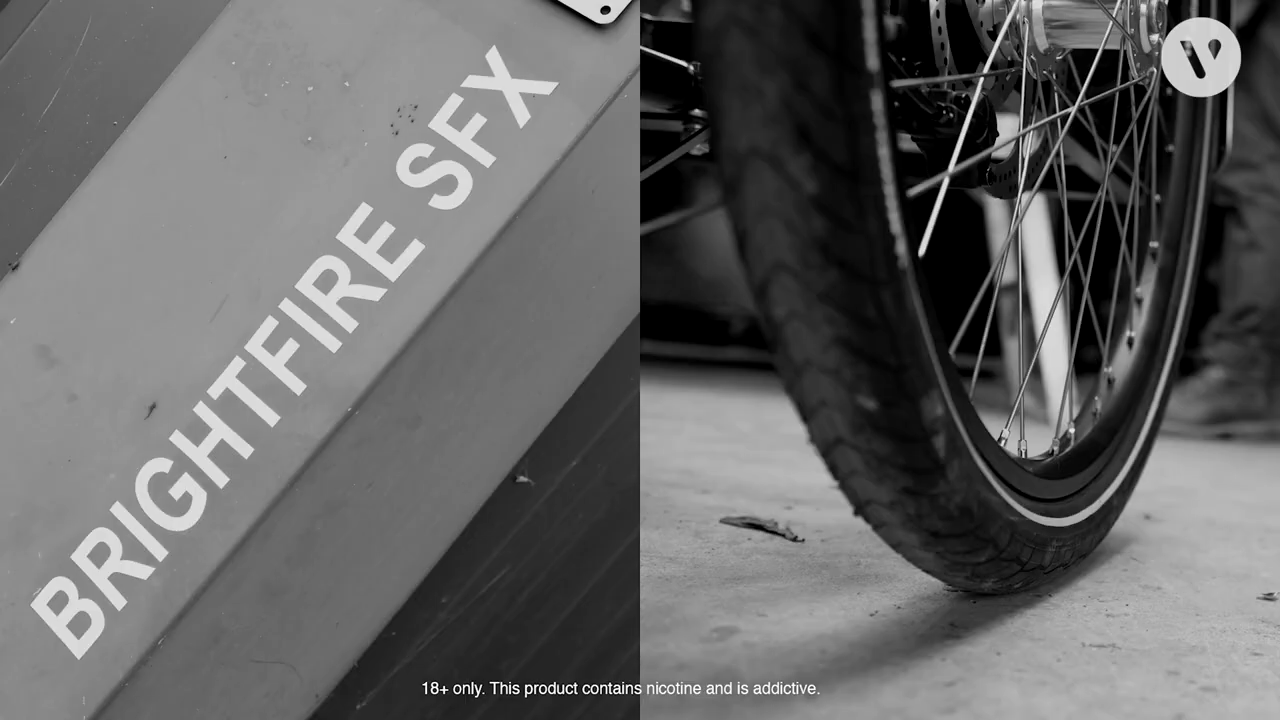 BRIGHTFIRE SFX
V
18+ only. This product contains nicotine and is addictive.